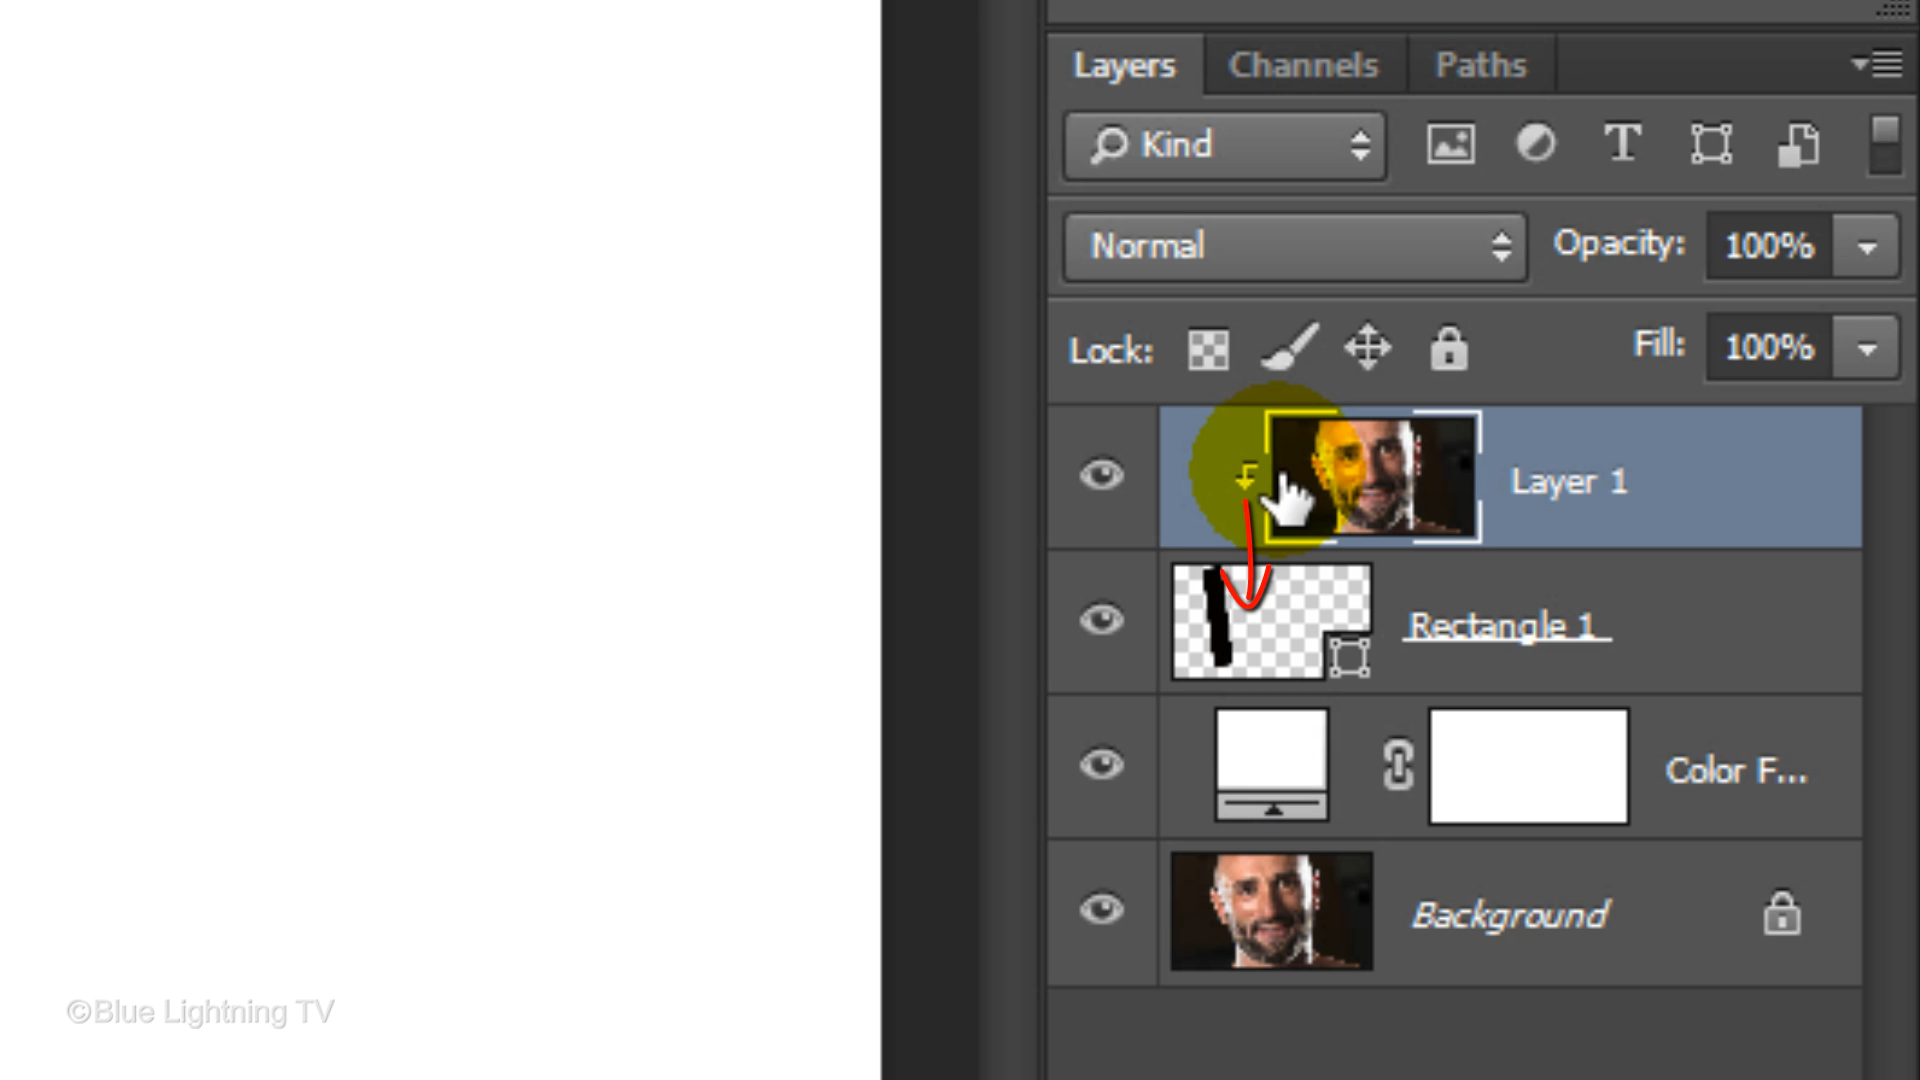 Layers Channels Paths
Kind T
Normal Opacity: 100%
Lock: Fill: 100%
Layer 1
Rectangle 1
Color F...
Background
©Blue Lightning TV